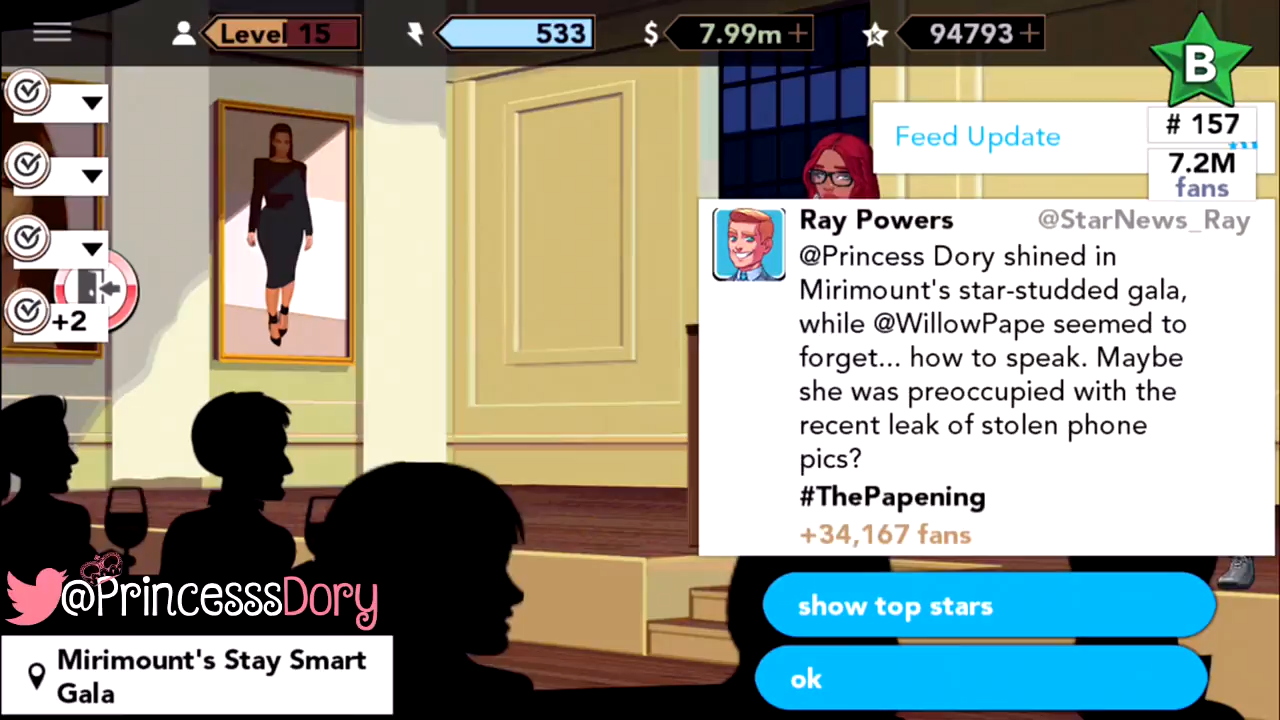 Level 15
533
$ 7.99m +
K
94793 +
B
# 157
7.2M
fans
Feed Update
Ray Powers @StarNews_Ray
@Princess Dory shined in
Mirimount's star-studded gala,
while @WillowPape seemed to
forget... how to speak. Maybe
she was preoccupied with the
recent leak of stolen phone
pics?
#ThePapening
+34,167 fans
+2
show top stars
ok
@PrincesssDory
Mirimount's Stay Smart
Gala